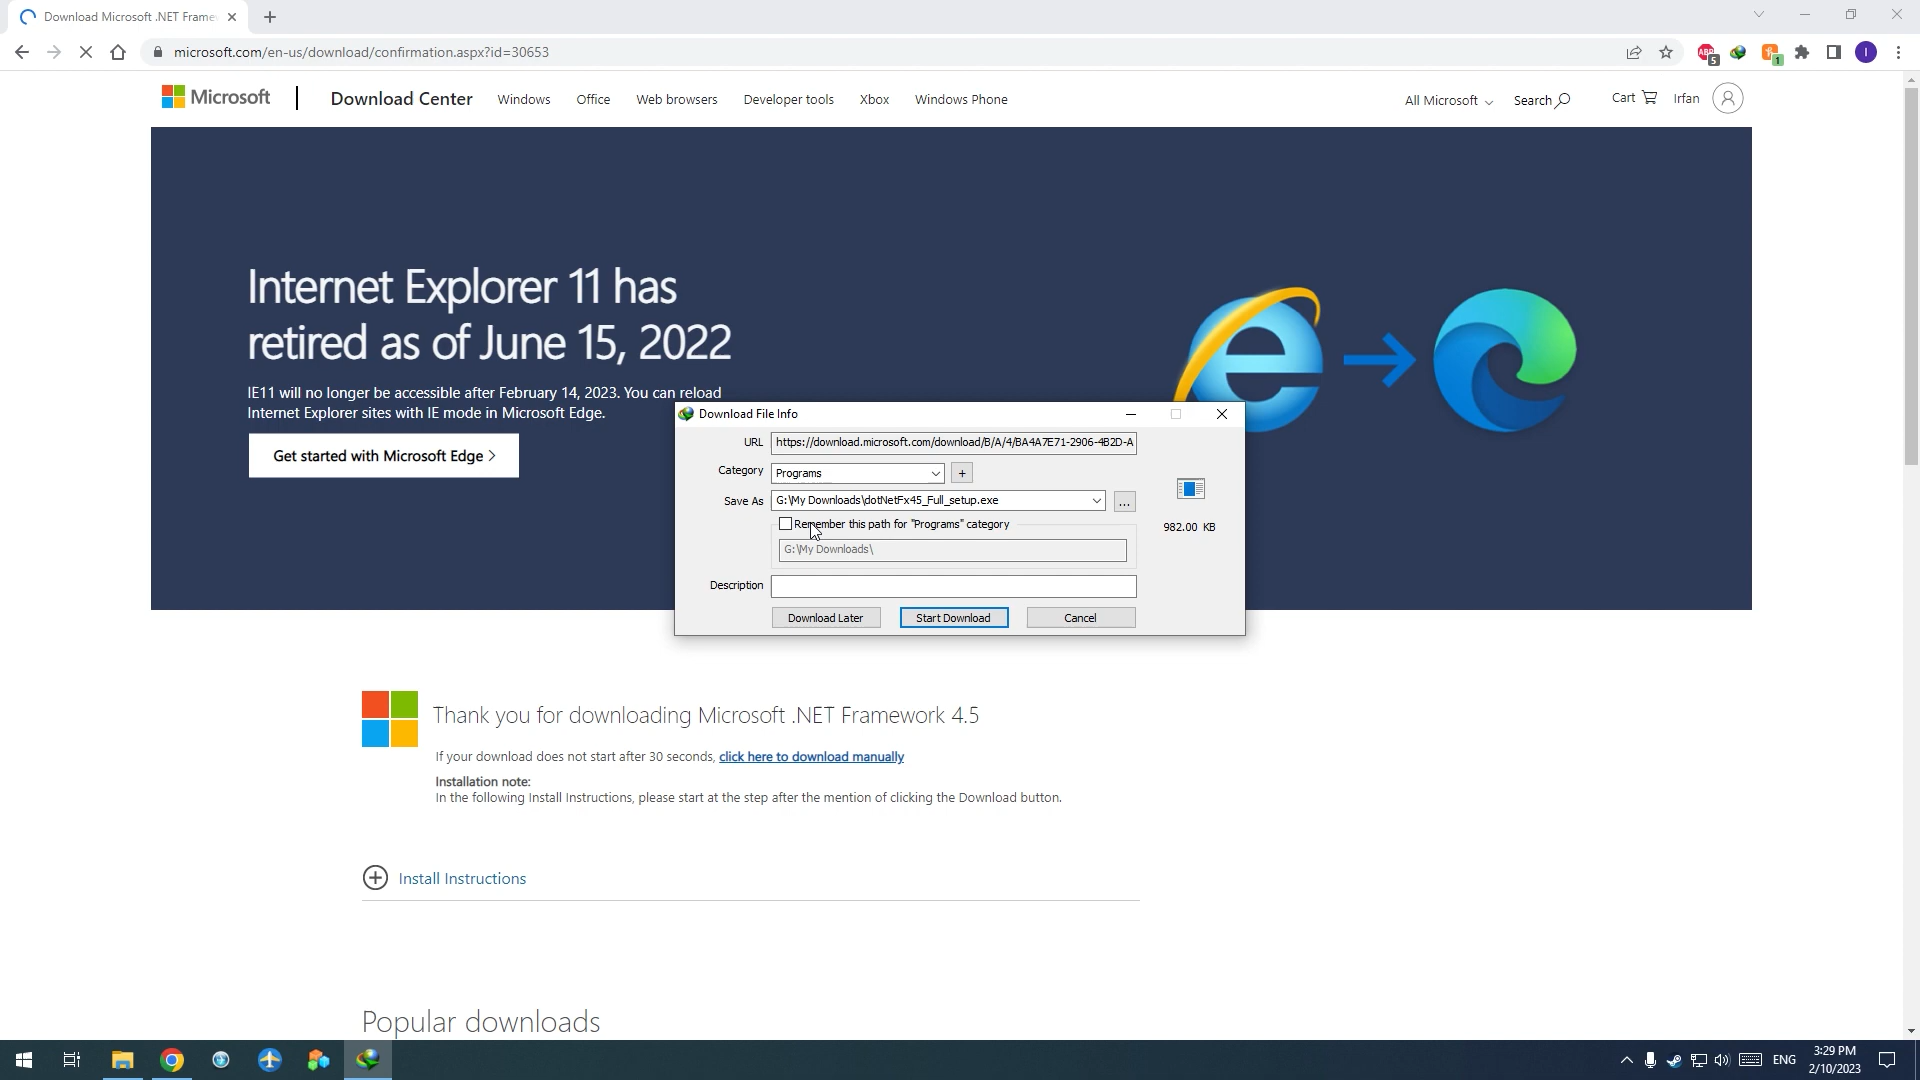 Download Microsoft .NET Frame
microsoft.com/en-us/download/confirmation.aspx?id=30653
ABP
5
1
I
Microsoft
Download Center
Windows
Office
Web browsers
Developer tools
Xbox
Windows Phone
All Microsoft
Search
Cart
Irfan
Internet Explorer 11 has
retired as of June 15, 2022
IE11 will no longer be accessible after February 14, 2023. You can reload
Internet Explorer sites with IE mode in Microsoft Edge.
Get started with Microsoft Edge >
Download File Info
URL https://download.microsoft.com/download/B/A/4/BA4A7E71-2906-4B2D-A
Category Programs +
Save As G:\My Downloads\dotNetFx45_Full_setup.exe ...
Remember this path for "Programs" category
982.00 KB
G:\My Downloads\
Description
Download Later Start Download Cancel
Thank you for downloading Microsoft .NET Framework 4.5
If your download does not start after 30 seconds, click here to download manually
Installation note:
In the following Install Instructions, please start at the step after the mention of clicking the Download button.
Install Instructions
Popular downloads
ENG
3:29 PM
2/10/2023